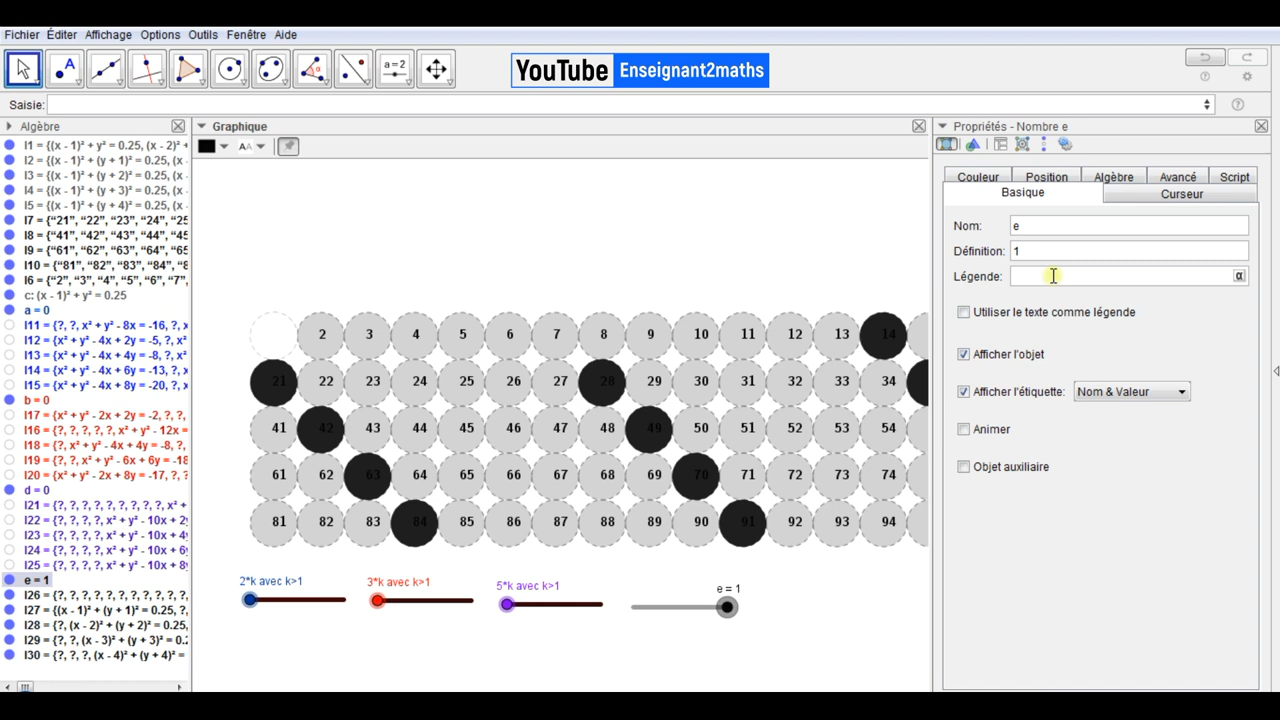 Fichier Éditer Affichage Options Outils Fenêtre Aide
YouTube Enseignant2maths
a=2
Saisie:
Algèbre
Graphique
Propriétés - Nombre e
AA
l1 = {(x - 1)² + y² = 0.25, (x - 2)² +
l2 = {(x - 1)² + (y + 1)² = 0.25, (x
l3 = {(x - 1)² + (y + 2)² = 0.25, (x
l4 = {(x - 1)² + (y + 3)² = 0.25, (x
l5 = {(x - 1)² + (y + 4)² = 0.25, (x
l7 = {“21”, “22”, “23”, “24”, “25
l8 = {“41”, “42”, “43”, “44”, “45
l9 = {“61”, “62”, “63”, “64”, “65
l10 = {“81”, “82”, “83”, “84”, “8
l6 = {“2”, “3”, “4”, “5”, “6”, “7”,
c: (x - 1)² + y² = 0.25
a = 0
l11 = {?, ?, x² + y² - 8x = -16, ?, x
l12 = {x² + y² - 4x + 2y = -5, ?, x
l13 = {x² + y² - 4x + 4y = -8, ?, x
l14 = {x² + y² - 4x + 6y = -13, ?, x
l15 = {x² + y² - 4x + 8y = -20, ?, x
b = 0
l17 = {x² + y² - 2x + 2y = -2, ?, ?,
l16 = {?, ?, ?, ?, x² + y² - 12x =
l18 = {?, x² + y² - 4x + 4y = -8, ?,
l19 = {?, ?, x² + y² - 6x + 6y = -18
l20 = {x² + y² - 2x + 8y = -17, ?, ?
d = 0
l21 = {?, ?, ?, ?, ?, ?, ?, ?, x² + y²
l22 = {?, ?, ?, ?, x² + y² - 10x + 2y
l23 = {?, ?, ?, ?, x² + y² - 10x + 4y
l24 = {?, ?, ?, ?, x² + y² - 10x + 6y
l25 = {?, ?, ?, ?, x² + y² - 10x + 8y
e = 1
l26 = {?, ?, ?, ?, ?, ?, ?, ?, ?, ?,
l27 = {(x - 1)² + (y + 1)² = 0.25, ?,
l28 = {?, (x - 2)² + (y + 2)² = 0.25,
l29 = {?, ?, (x - 3)² + (y + 3)² = 0.2
l30 = {?, ?, ?, (x - 4)² + (y + 4)² =
2 3 4 5 6 7 8 9 10 11 12 13 14
21 22 23 24 25 26 27 28 29 30 31 32 33 34
41 42 43 44 45 46 47 48 49 50 51 52 53 54
61 62 63 64 65 66 67 68 69 70 71 72 73 74
81 82 83 84 85 86 87 88 89 90 91 92 93 94
2*k avec k>1
3*k avec k>1
5*k avec k>1
e = 1
Couleur Position Algèbre Avancé Script
Basique Curseur
Nom: e
Définition: 1
Légende: α
Utiliser le texte comme légende
Afficher l'objet
Afficher l'étiquette: Nom & Valeur
Animer
Objet auxiliaire